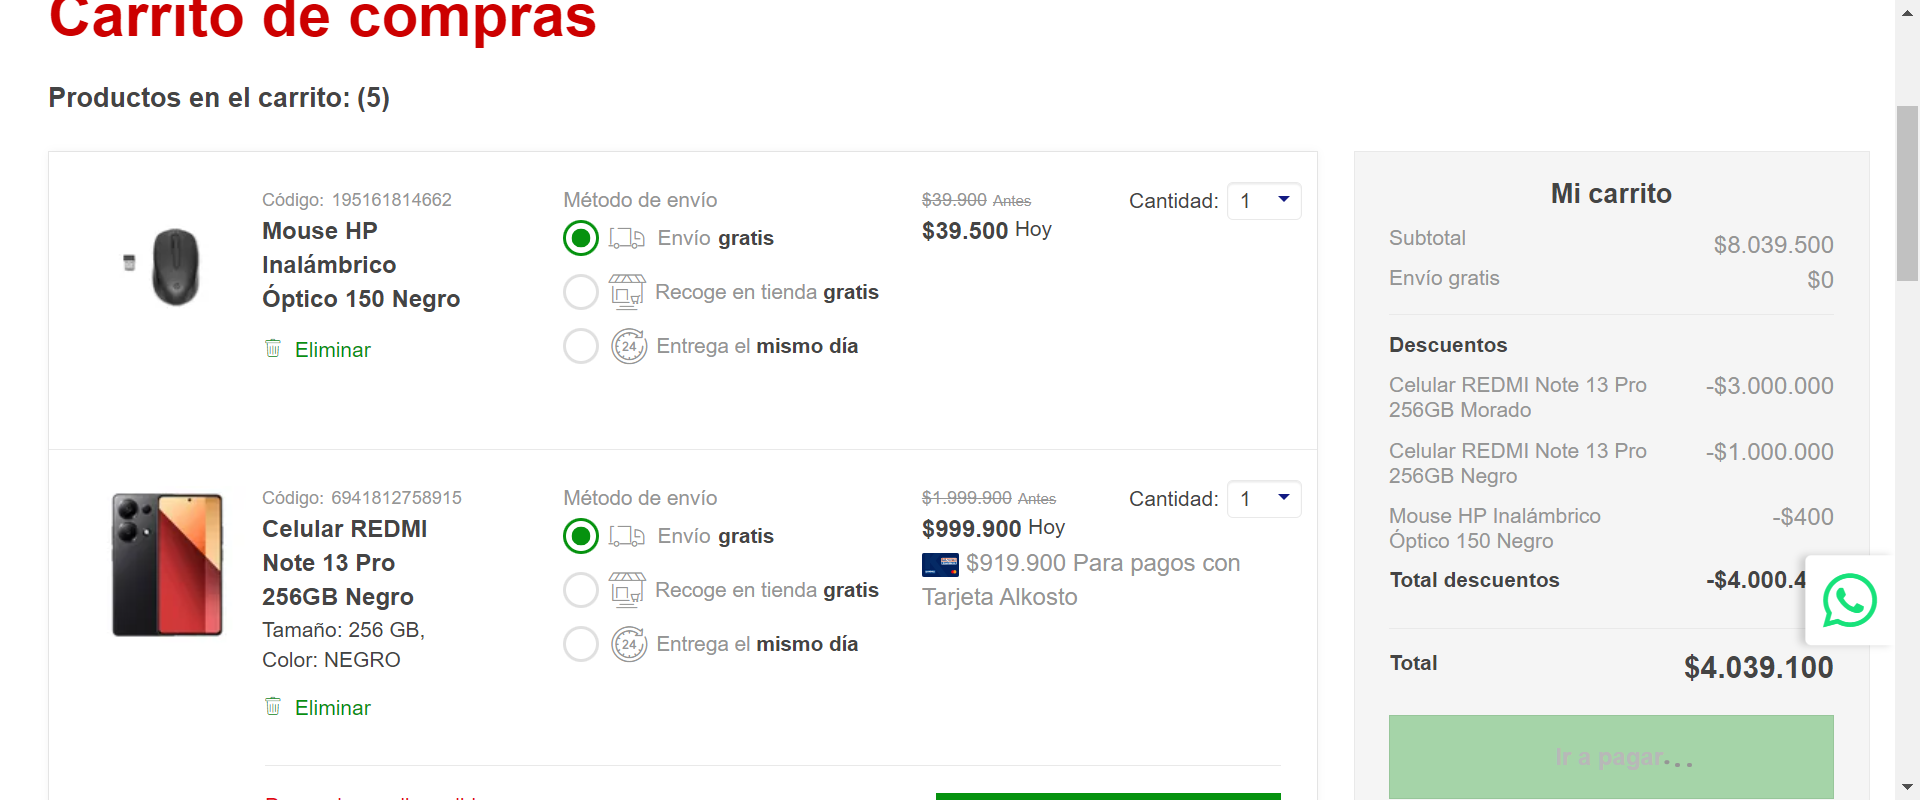 Carrito de compras
Productos en el carrito: (5)
Código: 195161814662
Mouse HP
Inalámbrico
Óptico 150 Negro
Eliminar
Método de envío
Envío gratis
Recoge en tienda gratis
24
Entrega el mismo día
$39.900 Antes
$39.500 Hoy
Cantidad: 1
Código: 6941812758915
Celular REDMI
Note 13 Pro
256GB Negro
Tamaño: 256 GB,
Color: NEGRO
Eliminar
Método de envío
Envío gratis
Recoge en tienda gratis
24
Entrega el mismo día
$1.999.900 Antes
$999.900 Hoy
$919.900 Para pagos con
Tarjeta Alkosto
Cantidad: 1
Mi carrito
Subtotal $8.039.500
Envío gratis $0
Descuentos
Celular REDMI Note 13 Pro -$3.000.000
256GB Morado
Celular REDMI Note 13 Pro -$1.000.000
256GB Negro
Mouse HP Inalámbrico -$400
Óptico 150 Negro
Total descuentos -$4.000.4
Total $4.039.100
Ir a pagar...